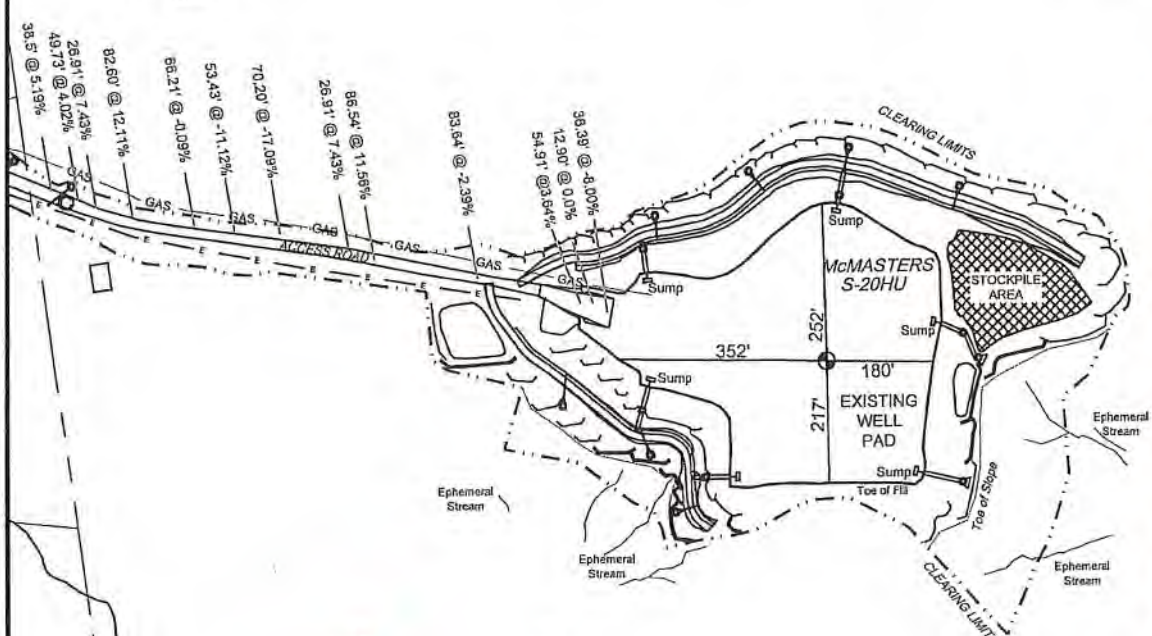 38.5' @ 5.19%
49.73' @ 4.02%
26.91' @ 7.43%
82.60' @ 12.11%
66.21' @ -0.09%
53.43' @ -11.12%
70.20' @ -17.09%
26.91' @ 7.43%
86.54' @ 11.56%
83.64' @ -2.39%
54.91' @3.64%
12.90' @ 0.0%
36.39' @ -8.00%
CLEARING LIMITS
GAS
GAS
GAS
GAS
GAS
GAS
GAS
E
E
E
E
E
E
E
ACCESS ROAD
Sump
Sump
McMASTERS
S-20HU
STOCKPILE
AREA
Sump
252'
352'
180'
Sump
217'
EXISTING
WELL
PAD
Sump
Toe of Fill
Toe of Slope
Ephemeral
Stream
Ephemeral
Stream
Ephemeral
Stream
Ephemeral
Stream
CLEARING LIMIT